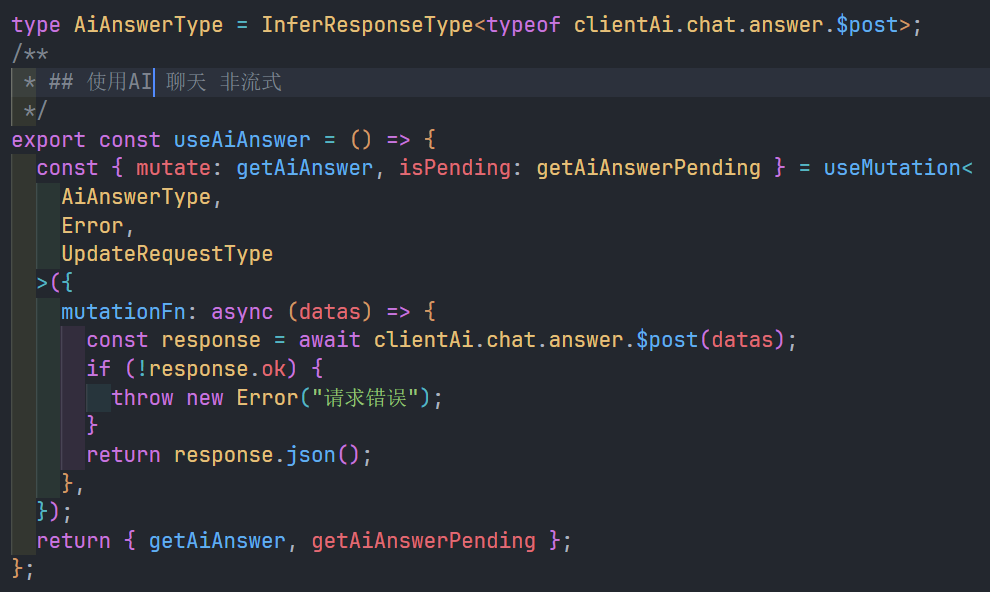 type AiAnswerType = InferResponseType<typeof clientAi.chat.answer.$post>;
/**
 * ## 使用AI 聊天 非流式
 */
export const useAiAnswer = () => {
  const { mutate: getAiAnswer, isPending: getAiAnswerPending } = useMutation<
    AiAnswerType,
    Error,
    UpdateRequestType
  >({
    mutationFn: async (datas) => {
      const response = await clientAi.chat.answer.$post(datas);
      if (!response.ok) {
        throw new Error("请求错误");
      }
      return response.json();
    },
  });
  return { getAiAnswer, getAiAnswerPending };
};